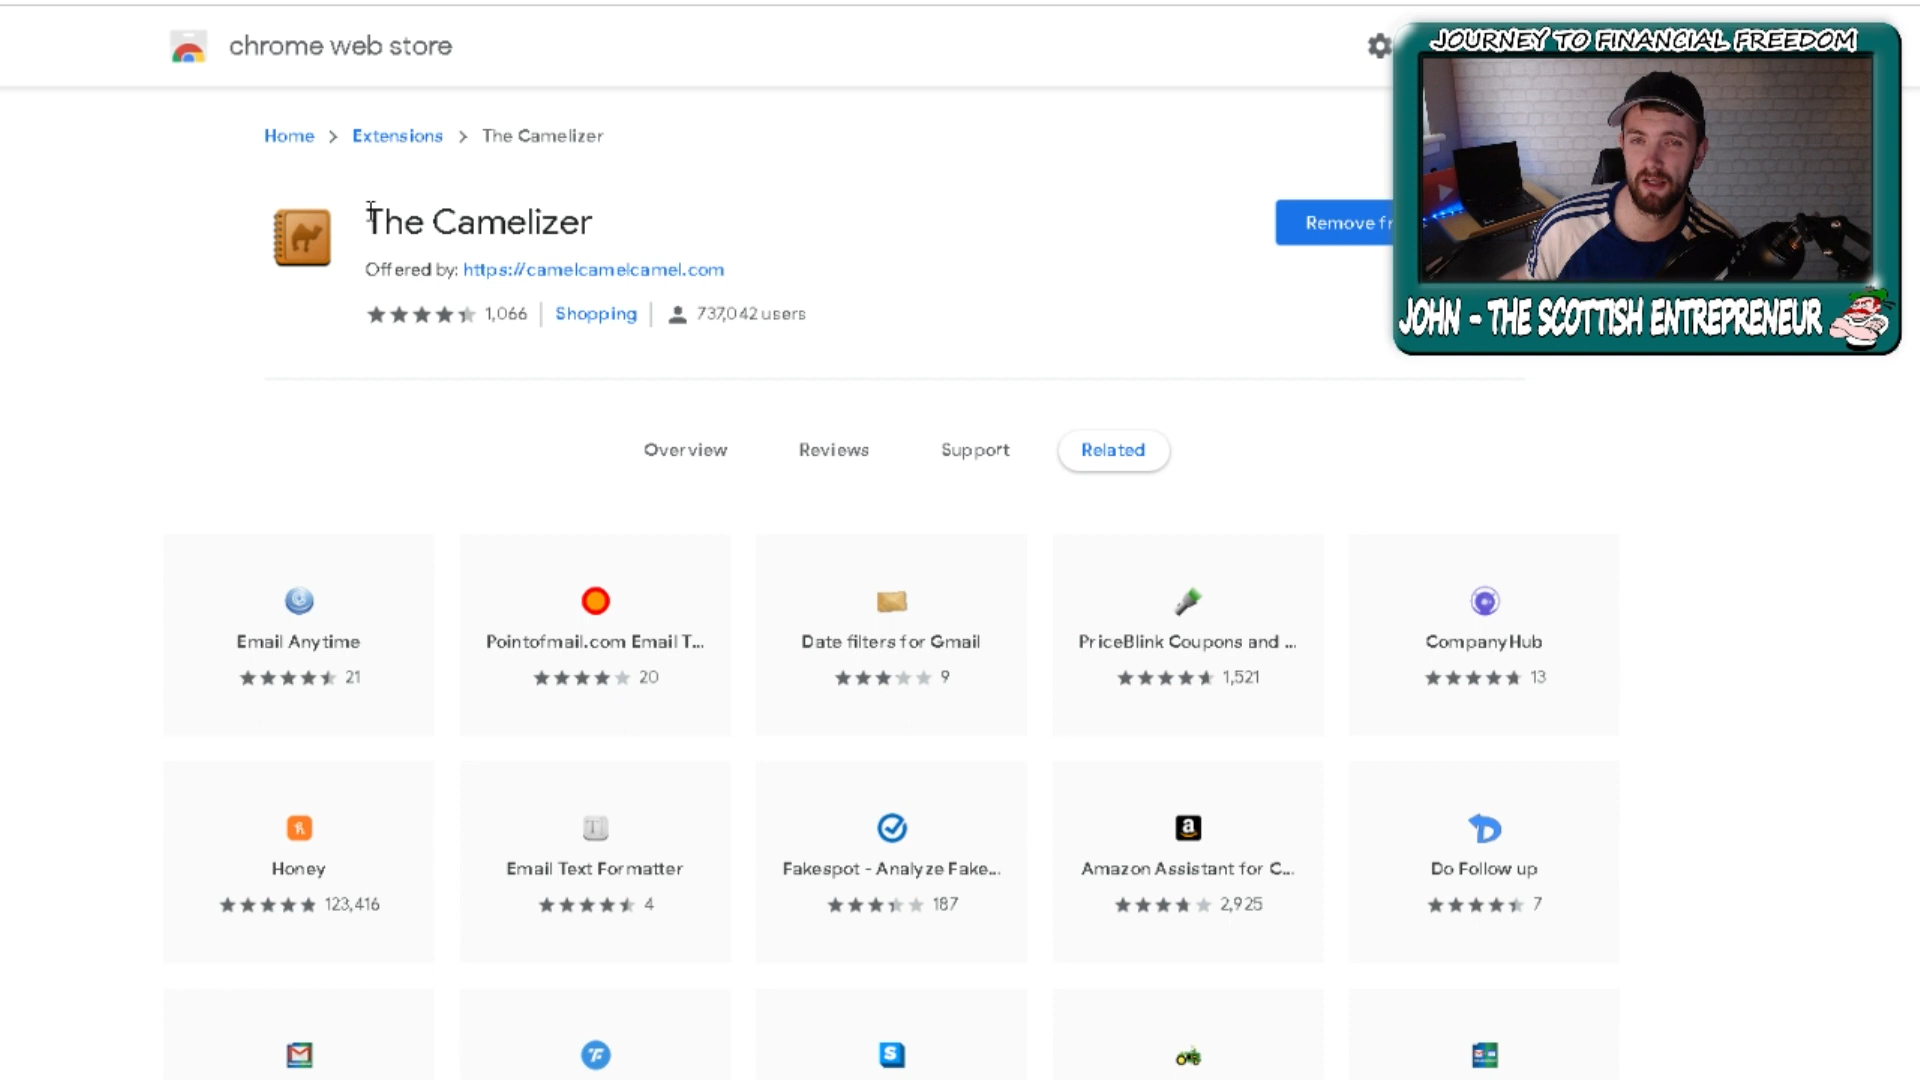 chrome web store
JOURNEY TO FINANCIAL FREEDOM
Home > Extensions > The Camelizer
The Camelizer
Remove fr
Offered by: https://camelcamelcamel.com
1,066 | Shopping | 737,042 users
JOHN - THE SCOTTISH ENTREPRENEUR
Overview Reviews Support Related
Email Anytime Pointofmail.com Email T... Date filters for Gmail PriceBlink Coupons and ... CompanyHub
21 20 9 1,521 13
Honey Email Text Formatter Fakespot - Analyze Fake... Amazon Assistant for C... Do Follow up
123,416 4 187 2,925 7